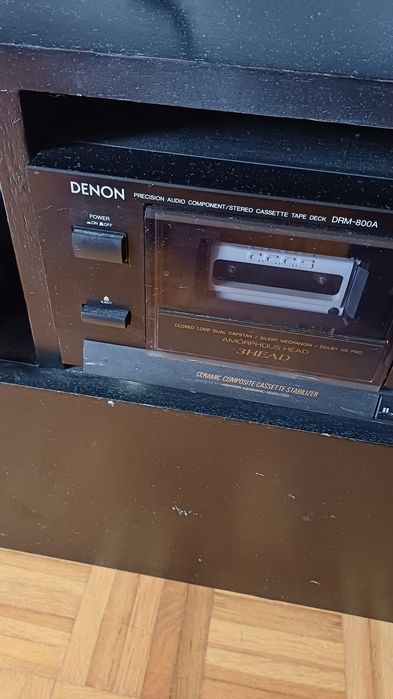 DENON PRECISION AUDIO COMPONENT/STEREO CASSETTE TAPE DECK DRM-800A
POWER
ON OFF
EJECT
CLOSED LOOP DUAL CAPSTAN / SILENT MECHANISM / DOLBY HX PRO
AMORPHOUS HEAD
3HEAD
CERAMIC COMPOSITE CASSETTE STABILIZER